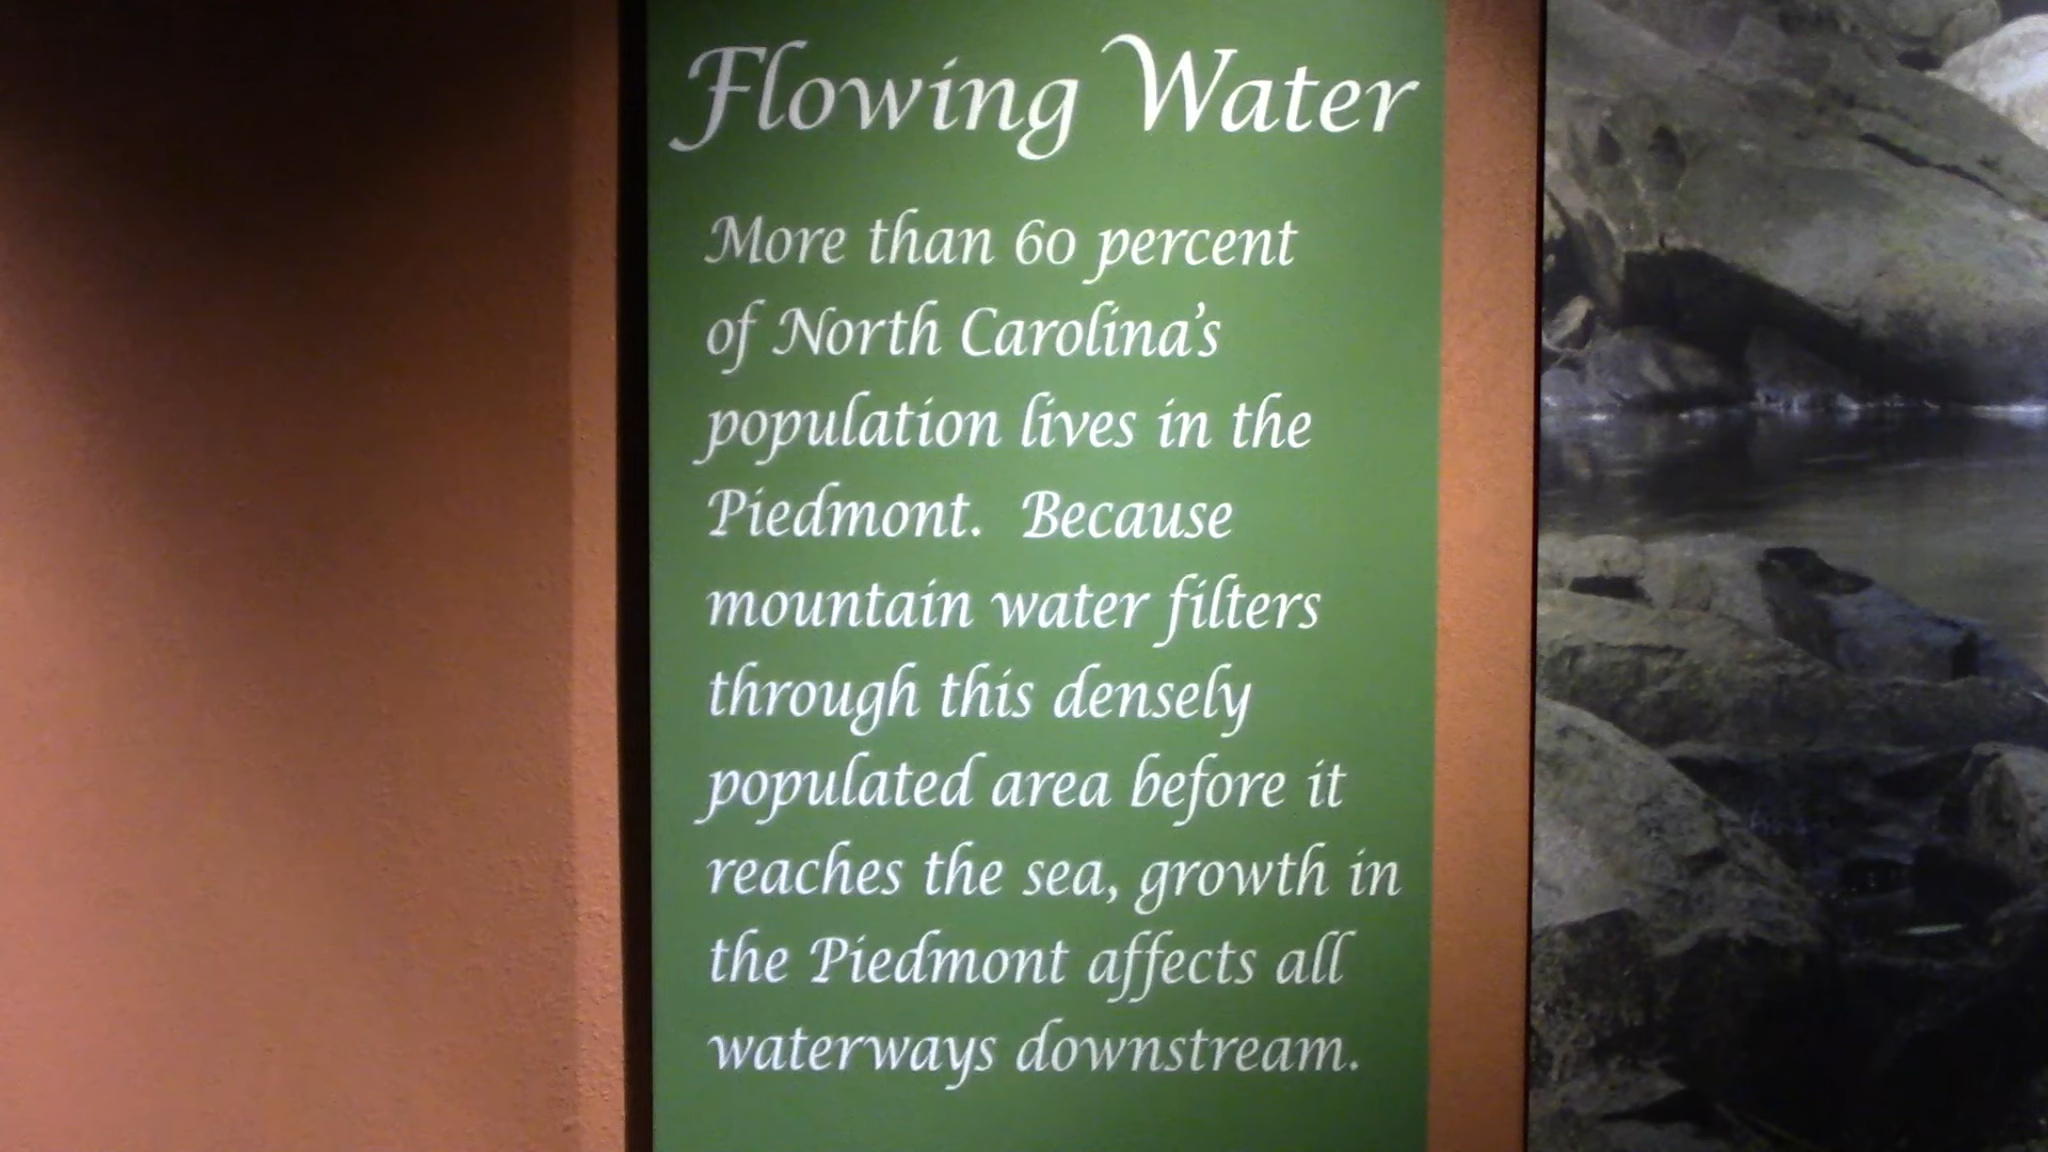 Flowing Water
More than 60 percent
of North Carolina's
population lives in the
Piedmont. Because
mountain water filters
through this densely
populated area before it
reaches the sea, growth in
the Piedmont affects all
waterways downstream.